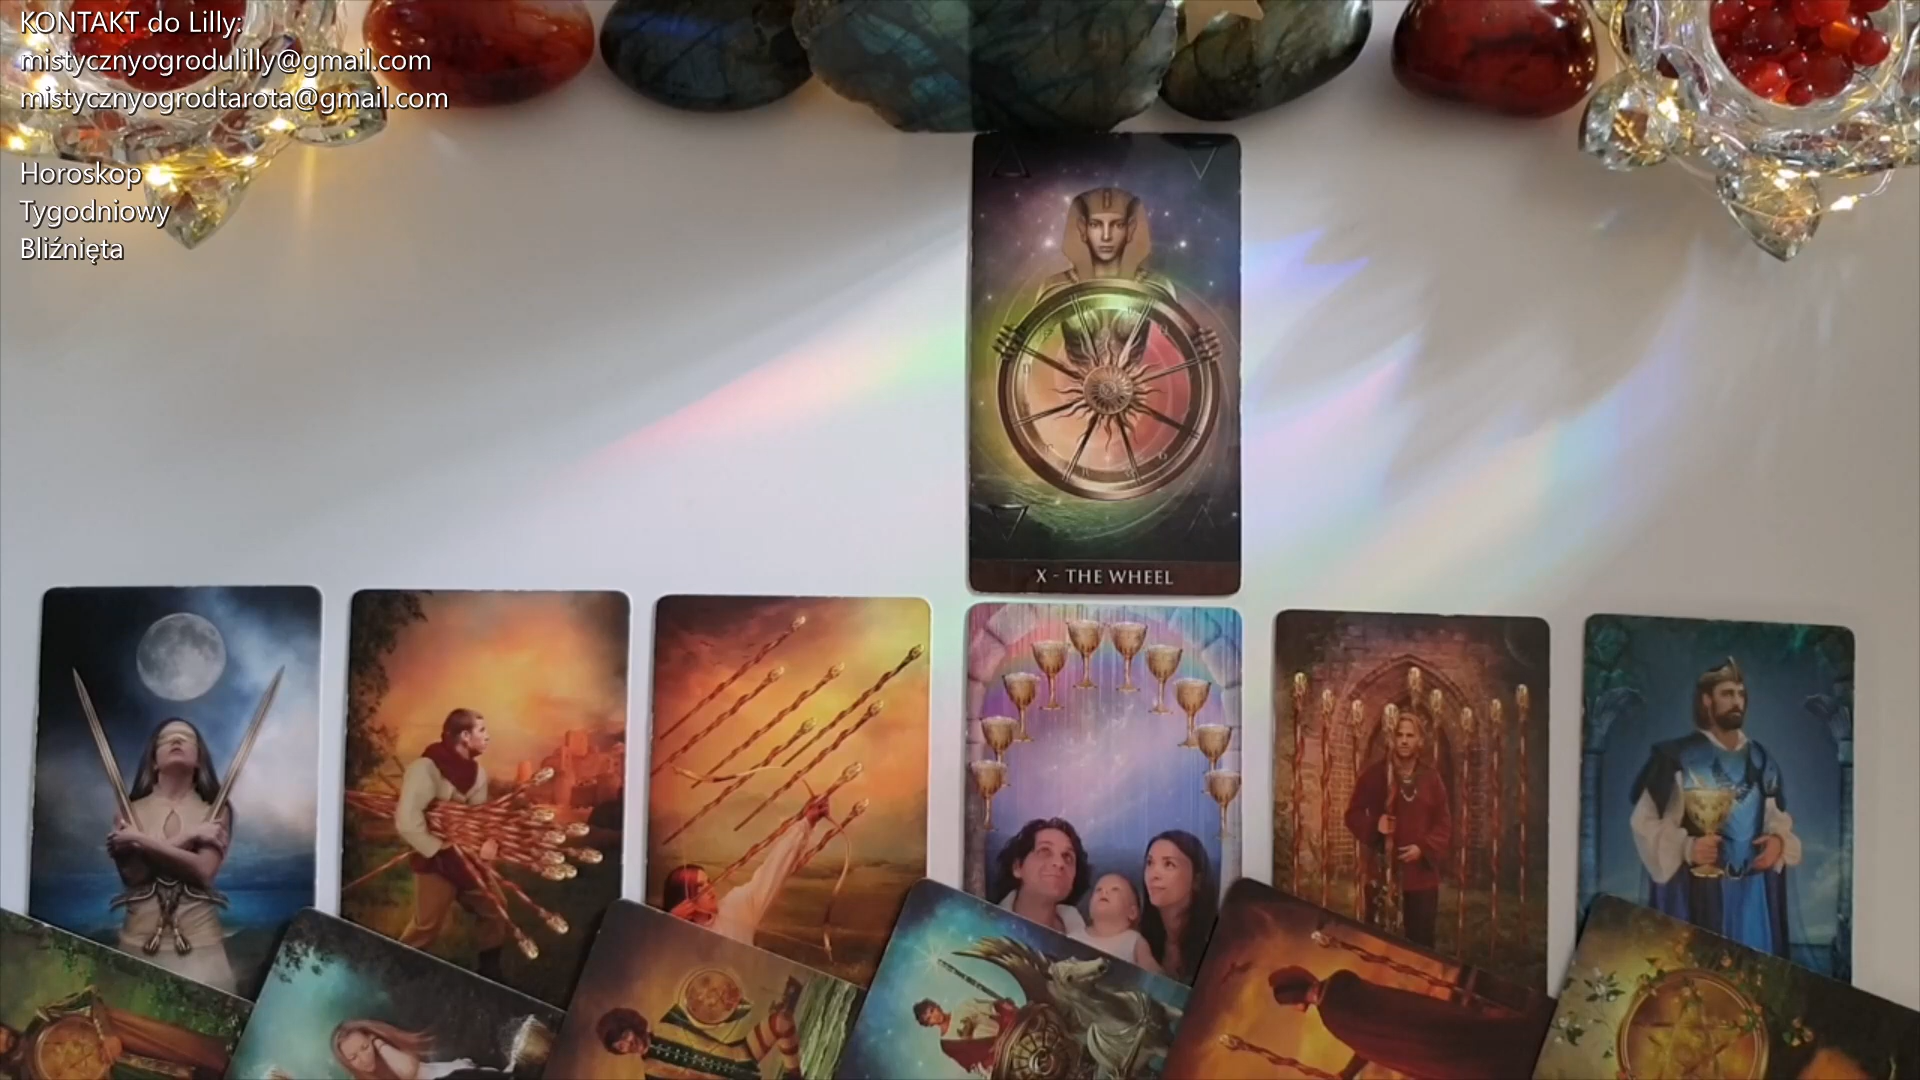 KONTAKT do Lilly:
mistycznyogrodulilly@gmail.com
mistycznyogrodtarota@gmail.com
Horoskop
Tygodniowy
Bliźnięta
X - THE WHEEL